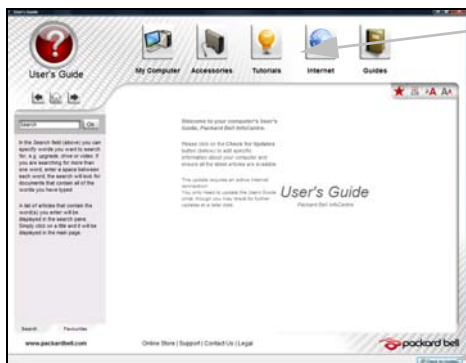 User's Guide
User's Guide
My Computer
Accessories
Tutorials
Internet
Guides
Search
Ok
In the Search field (above) you can
specify words you want to search
for, e.g. upgrade, drive or video. If
you are searching for more than
one word, enter a space between
each word, the search will look for
documents that contain all of the
words you have typed
A list of articles that contain the
word(s) you enter will be
displayed in the search pane.
Simply click on a title and it will be
displayed in the main page.
Welcome to your computer's User's
Guide, Packard Bell InfoCentre.
Please click on the Check for Updates
button (below) to add specific
information about your computer and
ensure all the latest articles are available.
This update requires an active Internet
connection!
You only need to update the User's Guide
once, though you may check for further
updates at a later date.
User's Guide
Packard Bell InfoCentre
Search
Favourites
www.packardbell.com
Online Store | Support | Contact Us | Legal
packard bell
Check for Updates